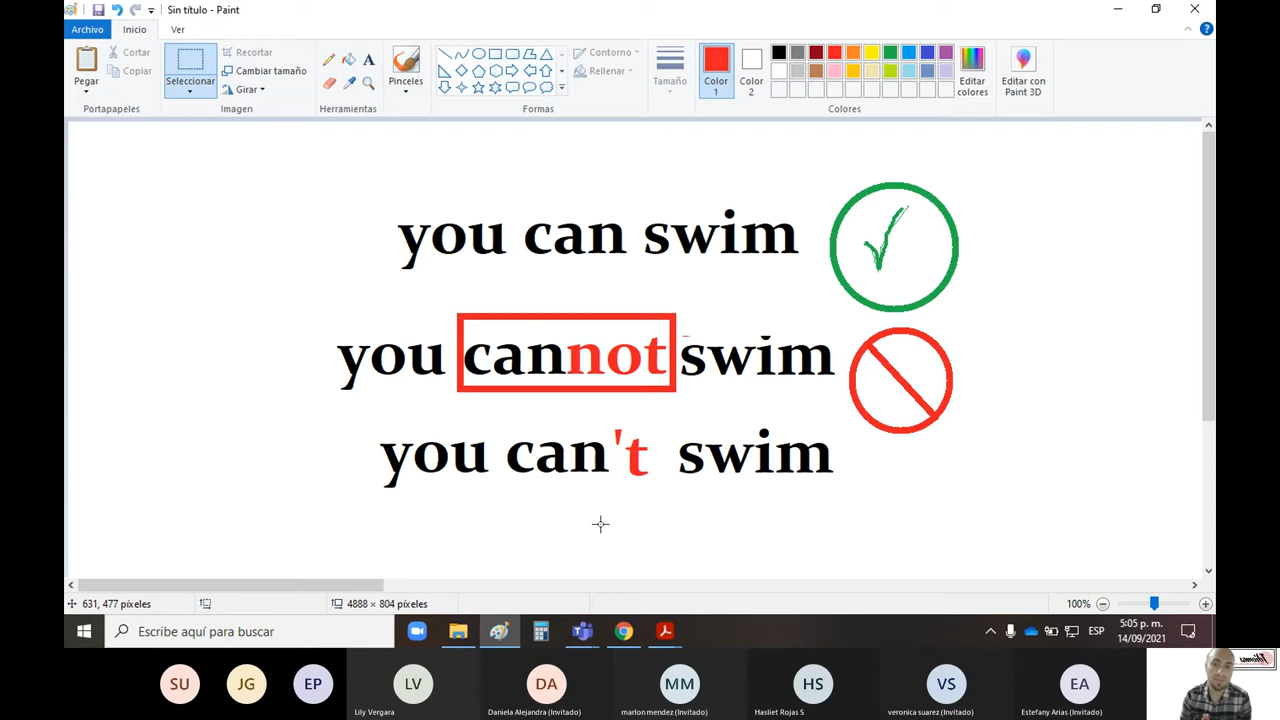 Sin título - Paint
Archivo Inicio Ver
Pegar
Cortar
Copiar
Portapapeles
Seleccionar
Recortar
Cambiar tamaño
Girar
Imagen
Herramientas
Pinceles
Contorno
Rellenar
Formas
Tamaño
Color 1
Color 2
Editar colores
Editar con Paint 3D
Colores
you can swim
you cannot swim
you can't swim
631, 477 píxeles
4888 × 804 píxeles
100%
Escribe aquí para buscar
ESP
5:05 p. m.
14/09/2021
SU JG EP LV DA MM HS VS EA
Lily Vergara
Daniela Alejandra (Invitado)
marlon mendez (Invitado)
Hasliet Rojas S
veronica suarez (Invitado)
Estefany Arias (Invitado)